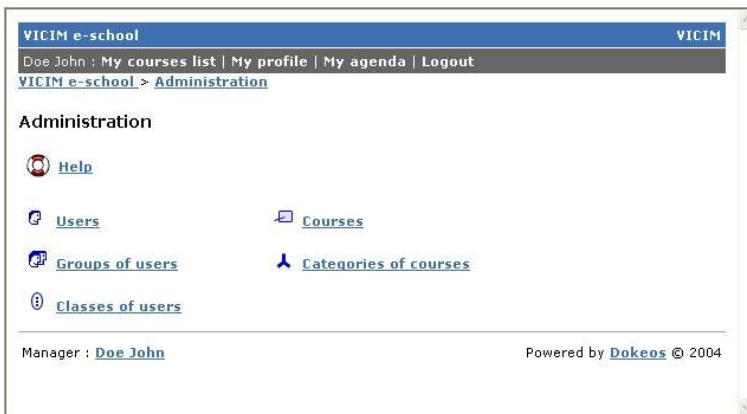 VICIM e-school VICIM
Doe John : My courses list | My profile | My agenda | Logout
VICIM e-school > Administration
Administration
Help
Users Courses
Groups of users Categories of courses
Classes of users
Manager : Doe John Powered by Dokeos © 2004